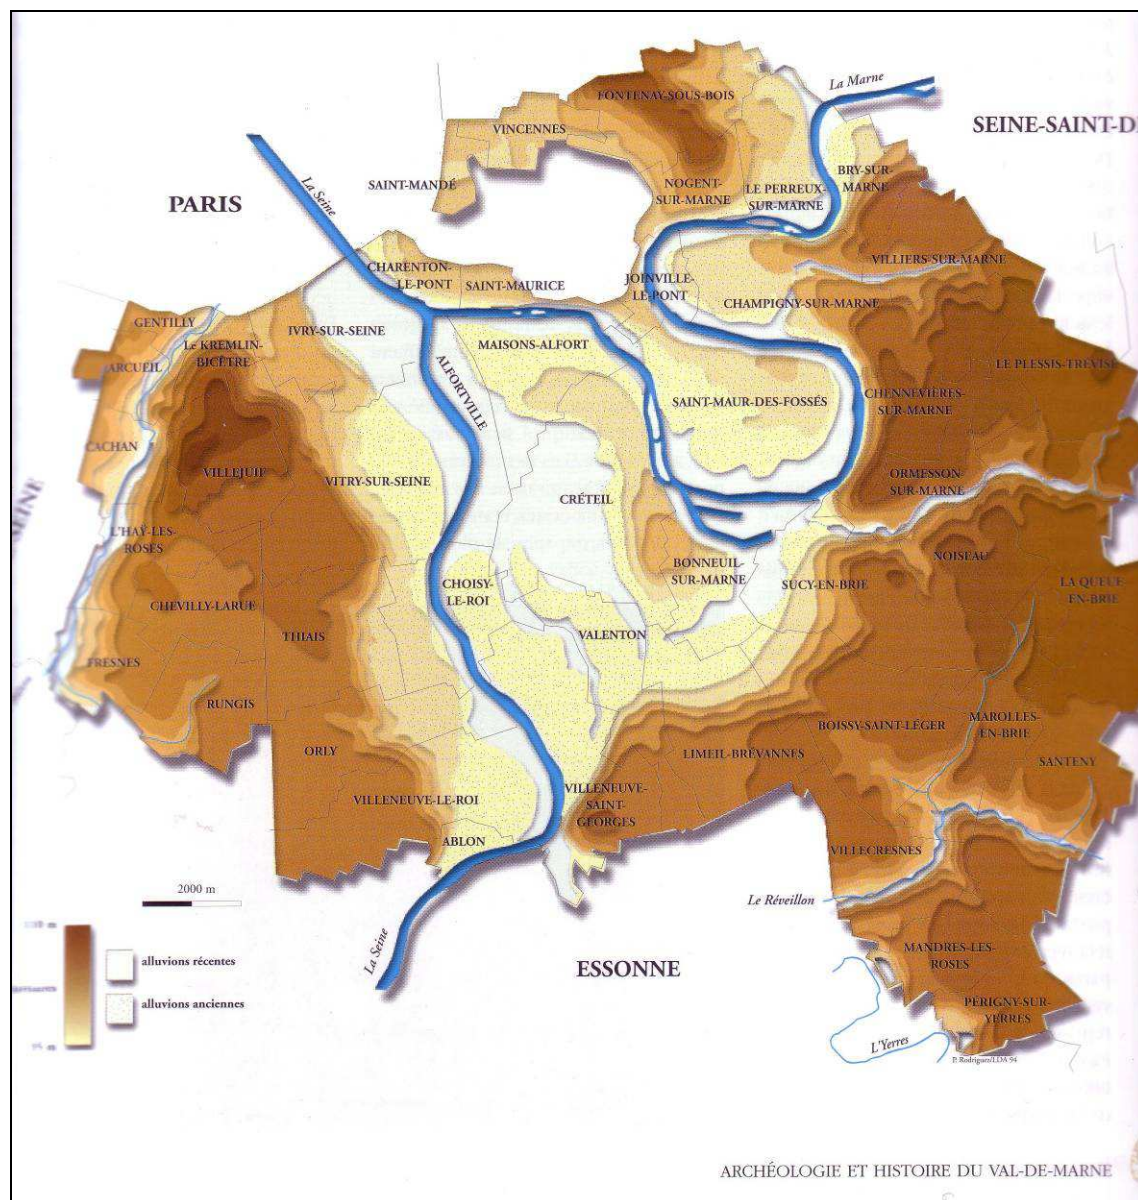 La Marne
FONTENAY-SOUS-BOIS
SEINE-SAINT-D
VINCENNES
SAINT-MANDÉ
BRY-SUR-
MARNE
NOGENT-
SUR-MARNE
LE PERREUX-
SUR-MARNE
La Seine
PARIS
VILLIERS-SUR-MARNE
CHARENTON-
LE-PONT
SAINT-MAURICE
JOINVILLE-
LE-PONT
CHAMPIGNY-SUR-MARNE
GENTILLY
IVRY-SUR-SEINE
Le KREMLIN-
BICÊTRE
MAISONS-ALFORT
ARCUEIL
ALFORTVILLE
LE PLESSIS-TRÉVISE
SAINT-MAUR-DES-FOSSÉS
CHENNEVIÈRES-
SUR-MARNE
CACHAN
VILLEJUIF
VITRY-SUR-SEINE
CRÉTEIL
ORMESSON-
SUR-MARNE
SEINE
L'HAŸ-LES-
ROSES
BONNEUIL-
SUR-MARNE
NOISEAU
CHOISY-
LE-ROI
SUCY-EN-BRIE
LA QUEUE-
EN-BRIE
CHEVILLY-LARUE
THIAIS
VALENTON
FRESNES
RUNGIS
BOISSY-SAINT-LÉGER
MAROLLES-
EN-BRIE
ORLY
LIMEIL-BRÉVANNES
SANTENY
VILLENEUVE-LE-ROI
VILLENEUVE-
SAINT-
GEORGES
ABLON
VILLECRESNES
2000 m
Le Réveillon
La Seine
alluvions récentes
alluvions anciennes
ESSONNE
MANDRES-LES-
ROSES
PÉRIGNY-SUR-
YERRES
L'Yerres
P. Rodriguez/LDA 94
ARCHÉOLOGIE ET HISTOIRE DU VAL-DE-MARNE